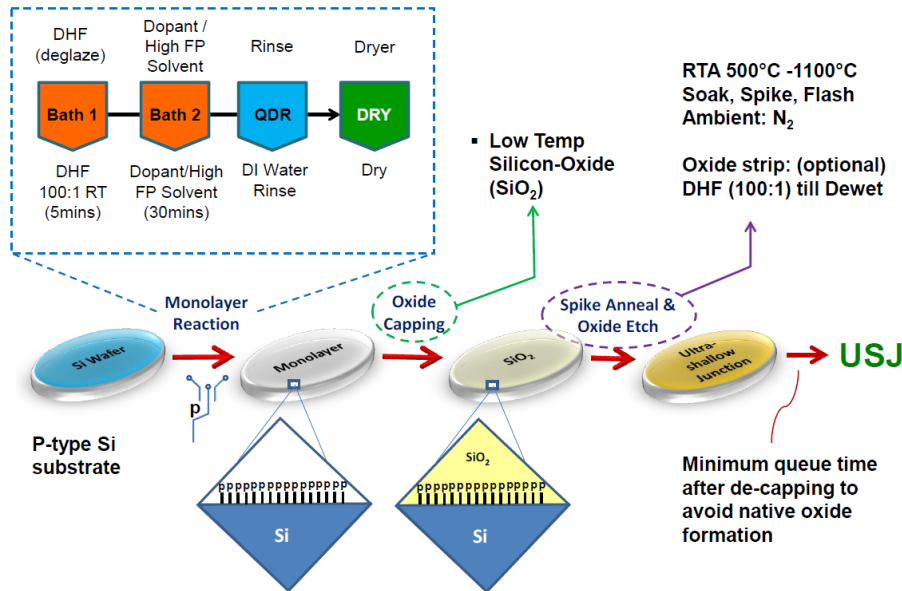 DHF
(deglaze)
Dopant /
High FP
Solvent
Rinse
Dryer
Bath 1
Bath 2
QDR
DRY
DHF
100:1 RT
(5mins)
Dopant/High
FP Solvent
(30mins)
DI Water
Rinse
Dry
▪ Low Temp
Silicon-Oxide
(SiO₂)
RTA 500°C -1100°C
Soak, Spike, Flash
Ambient: N₂
Oxide strip: (optional)
DHF (100:1) till Dewet
Monolayer
Reaction
Oxide
Capping
Spike Anneal &
Oxide Etch
Si Wafer
Monolayer
SiO₂
Ultra-
shallow
Junction
USJ
p
P-type Si
substrate
pppppppppppppppppp
Si
SiO₂
pppppppppppppppppp
Si
Minimum queue time
after de-capping to
avoid native oxide
formation